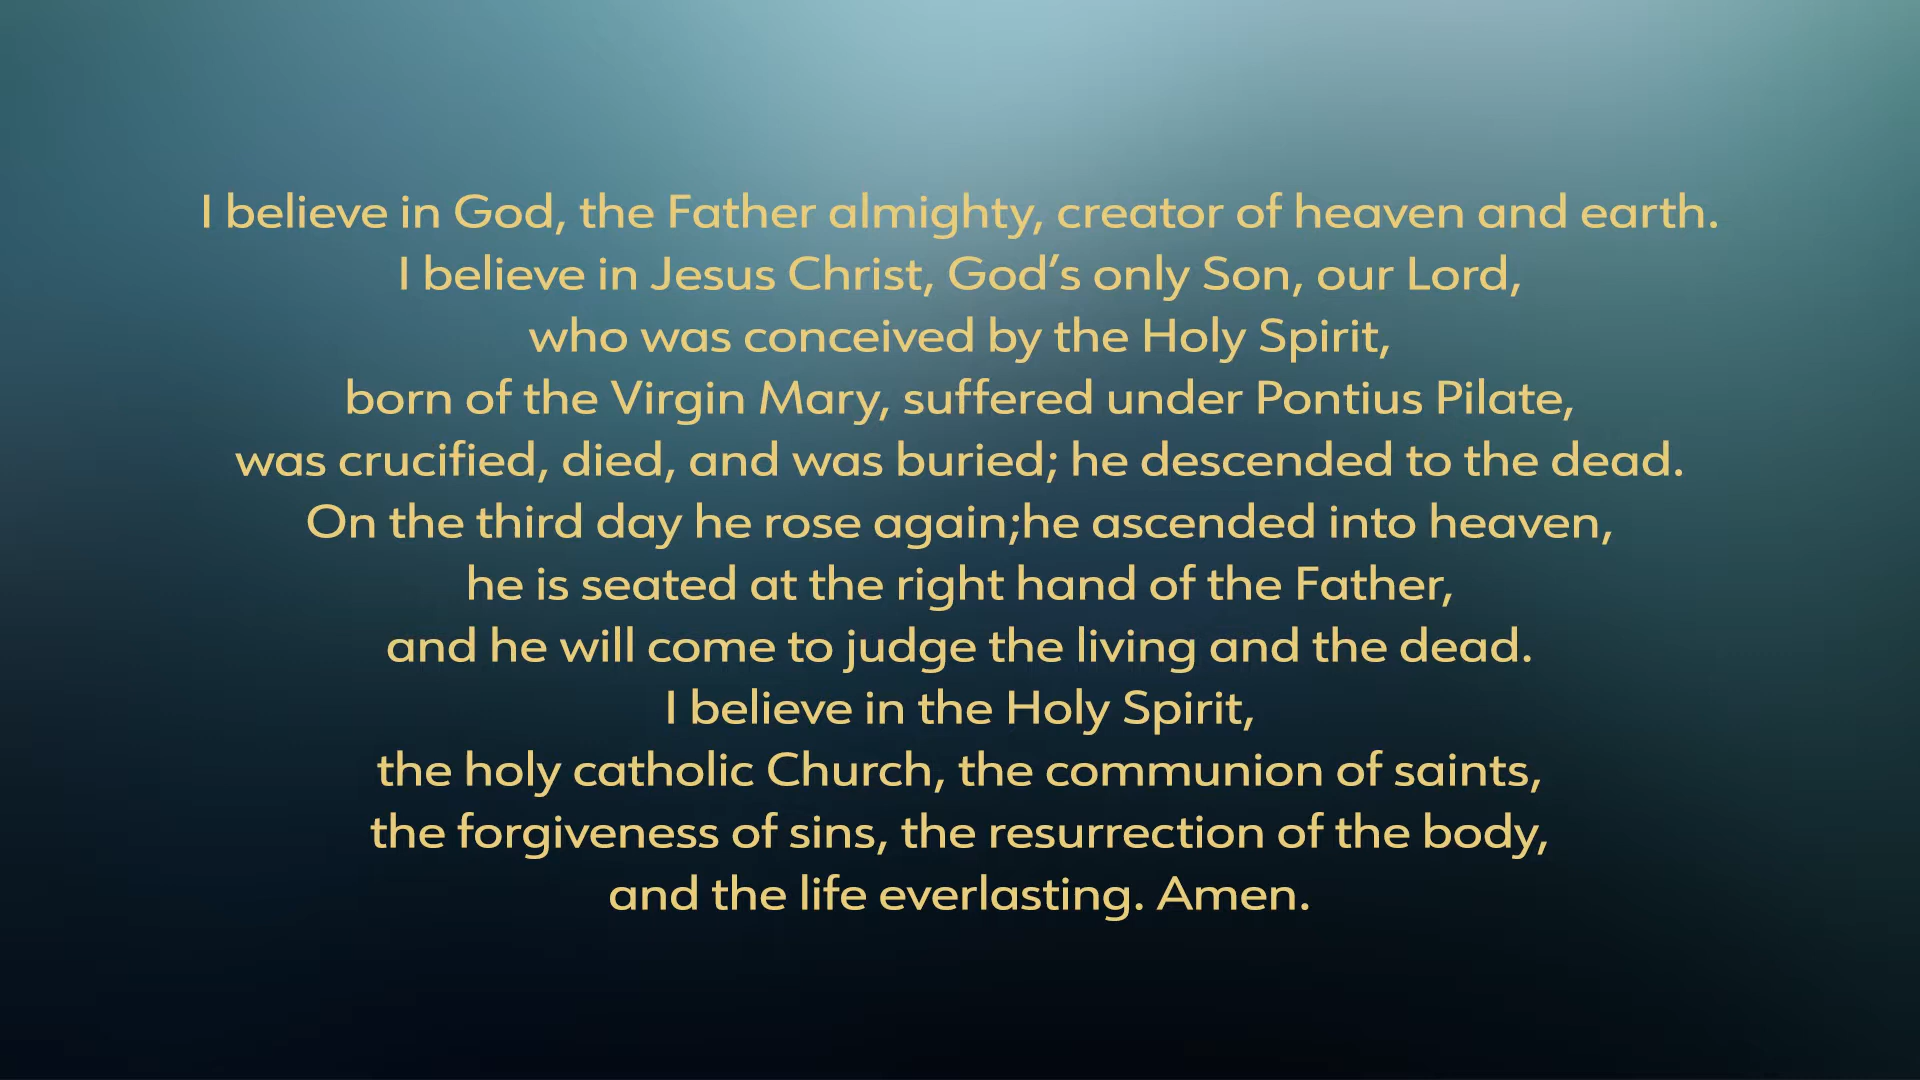 I believe in God, the Father almighty, creator of heaven and earth.
I believe in Jesus Christ, God’s only Son, our Lord,
who was conceived by the Holy Spirit,
born of the Virgin Mary, suffered under Pontius Pilate,
was crucified, died, and was buried; he descended to the dead.
On the third day he rose again;he ascended into heaven,
he is seated at the right hand of the Father,
and he will come to judge the living and the dead.
I believe in the Holy Spirit,
the holy catholic Church, the communion of saints,
the forgiveness of sins, the resurrection of the body,
and the life everlasting. Amen.